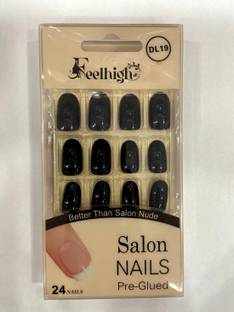 Feelhigh
DL19
Better Than Salon Nude
Salon
NAILS
Pre-Glued
24 NAILS